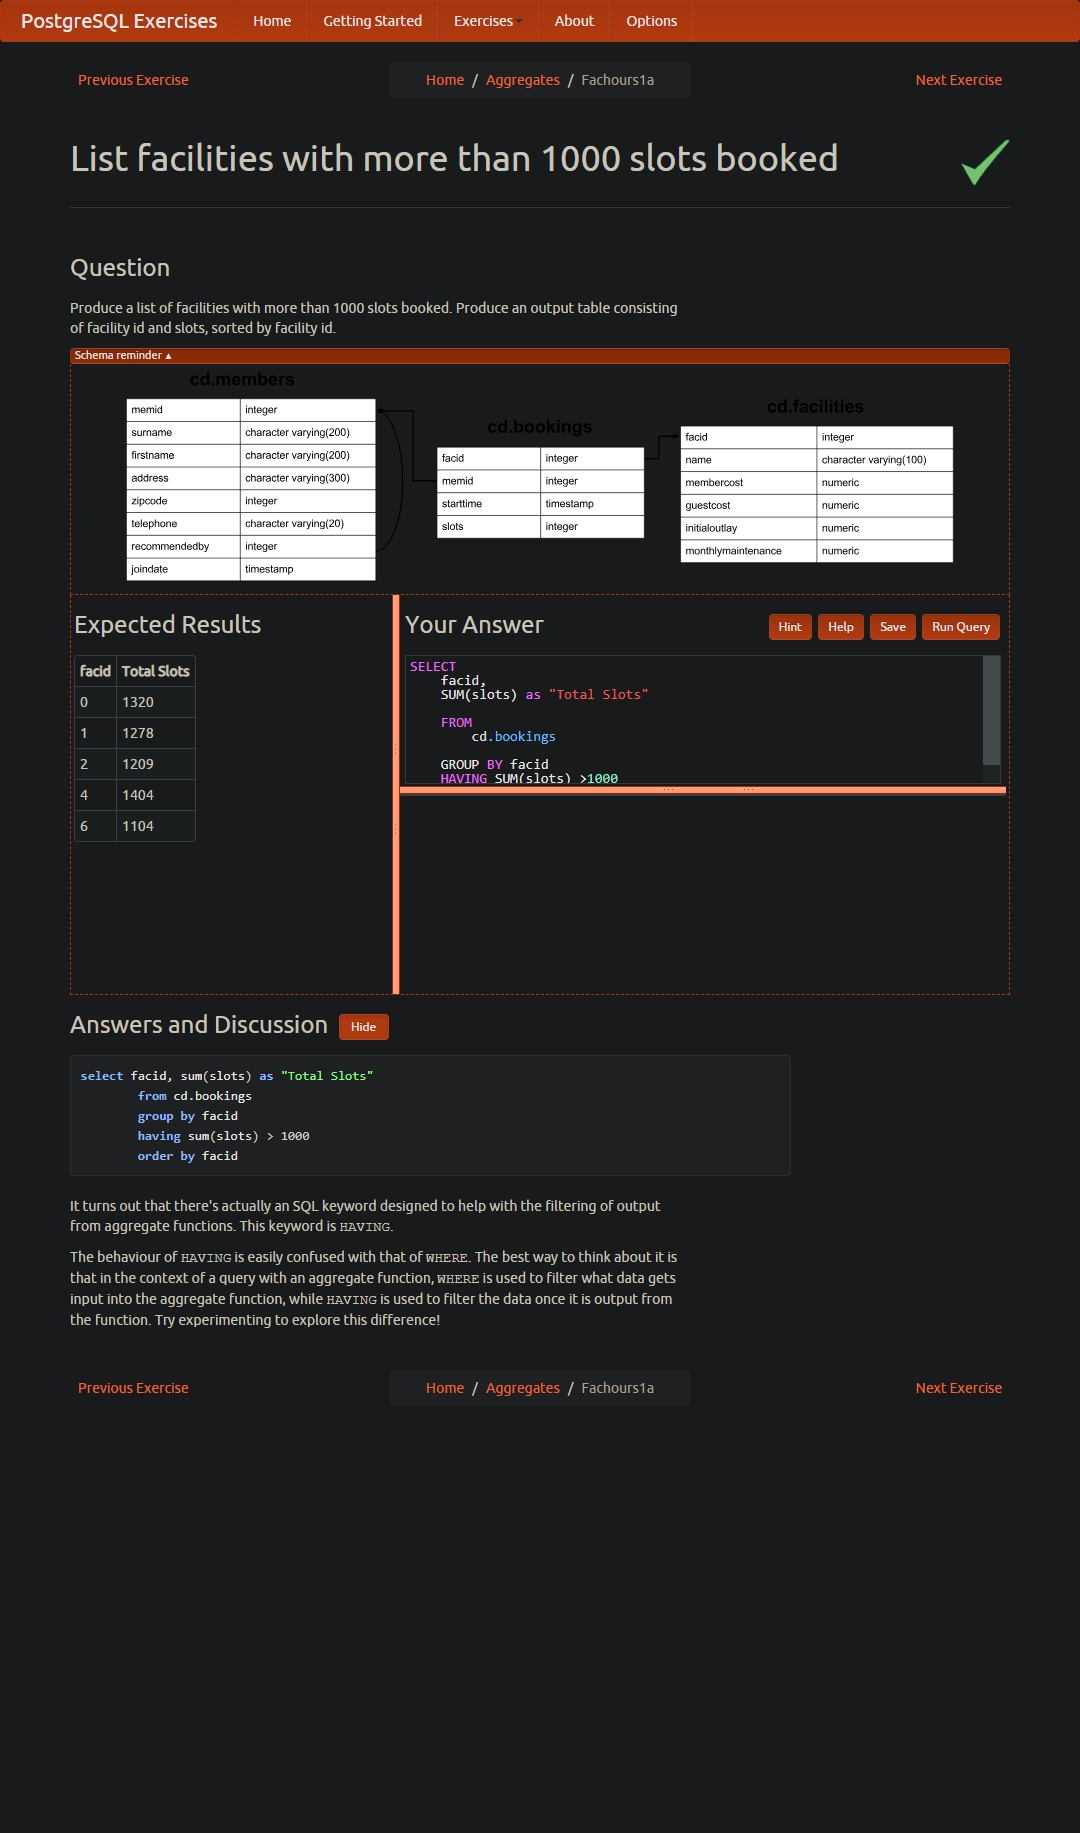 PostgreSQL Exercises Home Getting Started Exercises About Options
Previous Exercise Home / Aggregates / Fachours1a Next Exercise
List facilities with more than 1000 slots booked
Question
Produce a list of facilities with more than 1000 slots booked. Produce an output table consisting
of facility id and slots, sorted by facility id.
Schema reminder ▴
cd.members
memid integer
surname character varying(200)
firstname character varying(200)
address character varying(300)
zipcode integer
telephone character varying(20)
recommendedby integer
joindate timestamp
cd.bookings
facid integer
memid integer
starttime timestamp
slots integer
cd.facilities
facid integer
name character varying(100)
membercost numeric
guestcost numeric
initialoutlay numeric
monthlymaintenance numeric
Expected Results
facid Total Slots
0 1320
1 1278
2 1209
4 1404
6 1104
Your Answer Hint Help Save Run Query
SELECT
facid,
SUM(slots) as "Total Slots"
FROM
cd.bookings
GROUP BY facid
HAVING SUM(slots) >1000
Answers and Discussion Hide
select facid, sum(slots) as "Total Slots"
from cd.bookings
group by facid
having sum(slots) > 1000
order by facid
It turns out that there's actually an SQL keyword designed to help with the filtering of output
from aggregate functions. This keyword is HAVING.
The behaviour of HAVING is easily confused with that of WHERE. The best way to think about it is
that in the context of a query with an aggregate function, WHERE is used to filter what data gets
input into the aggregate function, while HAVING is used to filter the data once it is output from
the function. Try experimenting to explore this difference!
Previous Exercise Home / Aggregates / Fachours1a Next Exercise